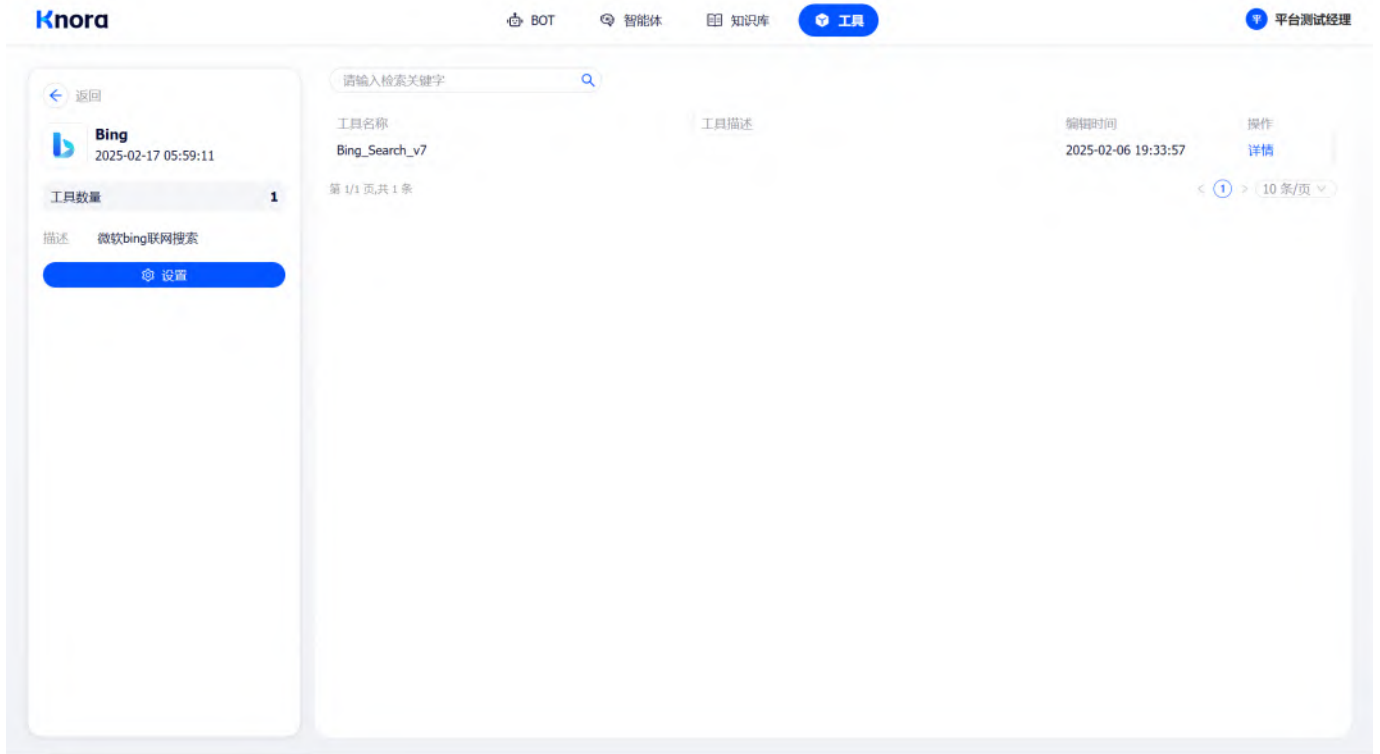 Knora
BOT 智能体 知识库 工具
平 平台测试经理
返回
Bing
2025-02-17 05:59:11
工具数量 1
描述 微软bing联网搜索
设置
请输入检索关键字
工具名称 工具描述 编辑时间 操作
Bing_Search_v7 2025-02-06 19:33:57 详情
第 1/1 页,共 1 条
< 1 > 10 条/页